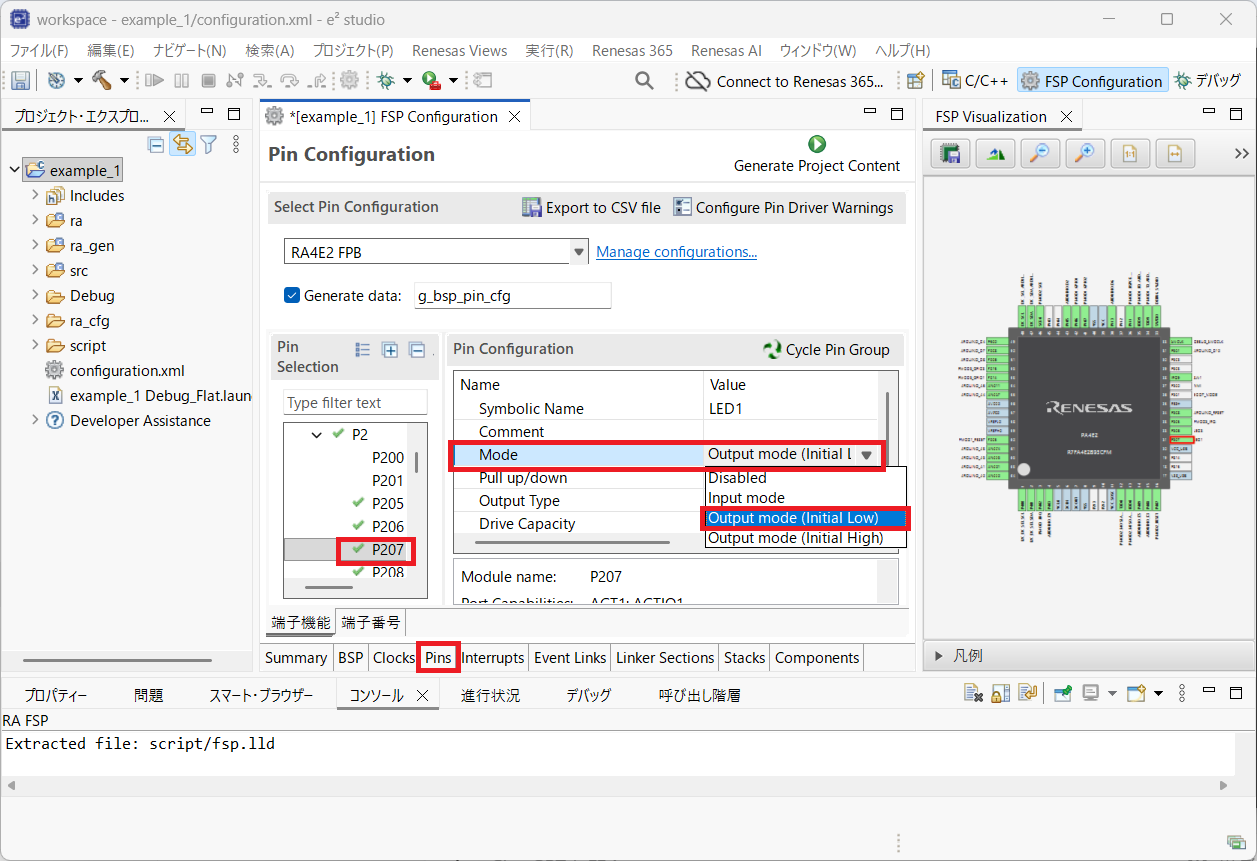 workspace - example_1/configuration.xml - e² studio
ファイル(F) 編集(E) ナビゲート(N) 検索(A) プロジェクト(P) Renesas Views 実行(R) Renesas 365 Renesas AI ウィンドウ(W) ヘルプ(H)
Connect to Renesas 365... C/C++ FSP Configuration デバッグ
プロジェクト・エクスプロ...
example_1
Includes
ra
ra_gen
src
Debug
ra_cfg
script
configuration.xml
example_1 Debug_Flat.laun
Developer Assistance
*[example_1] FSP Configuration
Pin Configuration
Generate Project Content
Select Pin Configuration
Export to CSV file Configure Pin Driver Warnings
RA4E2 FPB
Manage configurations...
Generate data: g_bsp_pin_cfg
Pin Selection
Type filter text
P2
P200
P201
P205
P206
P207
P208
Pin Configuration
Cycle Pin Group
Name Value
Symbolic Name LED1
Comment
Mode Output mode (Initial L
Pull up/down
Output Type
Drive Capacity
Disabled
Input mode
Output mode (Initial Low)
Output mode (Initial High)
Module name: P207
Port Capabilities: AGT1: AGTIO1
端子機能 端子番号
Summary BSP Clocks Pins Interrupts Event Links Linker Sections Stacks Components
FSP Visualization
RENESAS
RA4E2
凡例
プロパティー 問題 スマート・ブラウザー コンソール 進行状況 デバッグ 呼び出し階層
RA FSP
Extracted file: script/fsp.lld